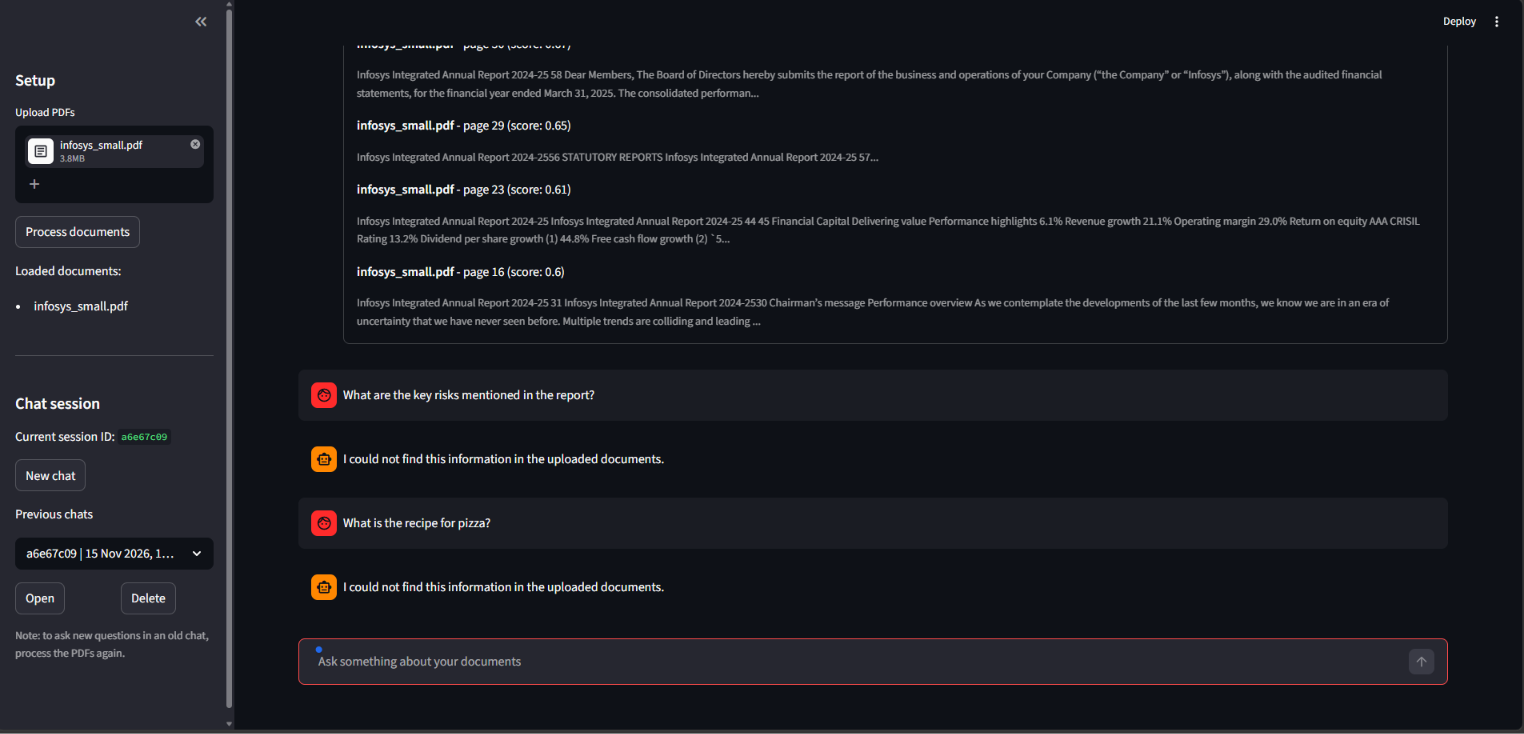 Deploy
Setup
Upload PDFs
infosys_small.pdf
3.8MB
Process documents
Loaded documents:
• infosys_small.pdf
Chat session
Current session ID: a6e67c09
New chat
Previous chats
a6e67c09 | 15 Nov 2026, 1...
Open
Delete
Note: to ask new questions in an old chat,
process the PDFs again.
infosys_small.pdf - page 30 (score: 0.67)
Infosys Integrated Annual Report 2024-25 58 Dear Members, The Board of Directors hereby submits the report of the business and operations of your Company (“the Company” or “Infosys”), along with the audited financial
statements, for the financial year ended March 31, 2025. The consolidated performan...
infosys_small.pdf - page 29 (score: 0.65)
Infosys Integrated Annual Report 2024-2556 STATUTORY REPORTS Infosys Integrated Annual Report 2024-25 57...
infosys_small.pdf - page 23 (score: 0.61)
Infosys Integrated Annual Report 2024-25 Infosys Integrated Annual Report 2024-25 44 45 Financial Capital Delivering value Performance highlights 6.1% Revenue growth 21.1% Operating margin 29.0% Return on equity AAA CRISIL
Rating 13.2% Dividend per share growth (1) 44.8% Free cash flow growth (2) `5...
infosys_small.pdf - page 16 (score: 0.6)
Infosys Integrated Annual Report 2024-25 31 Infosys Integrated Annual Report 2024-2530 Chairman’s message Performance overview As we contemplate the developments of the last few months, we know we are in an era of
uncertainty that we have never seen before. Multiple trends are colliding and leading ...
What are the key risks mentioned in the report?
I could not find this information in the uploaded documents.
What is the recipe for pizza?
I could not find this information in the uploaded documents.
Ask something about your documents